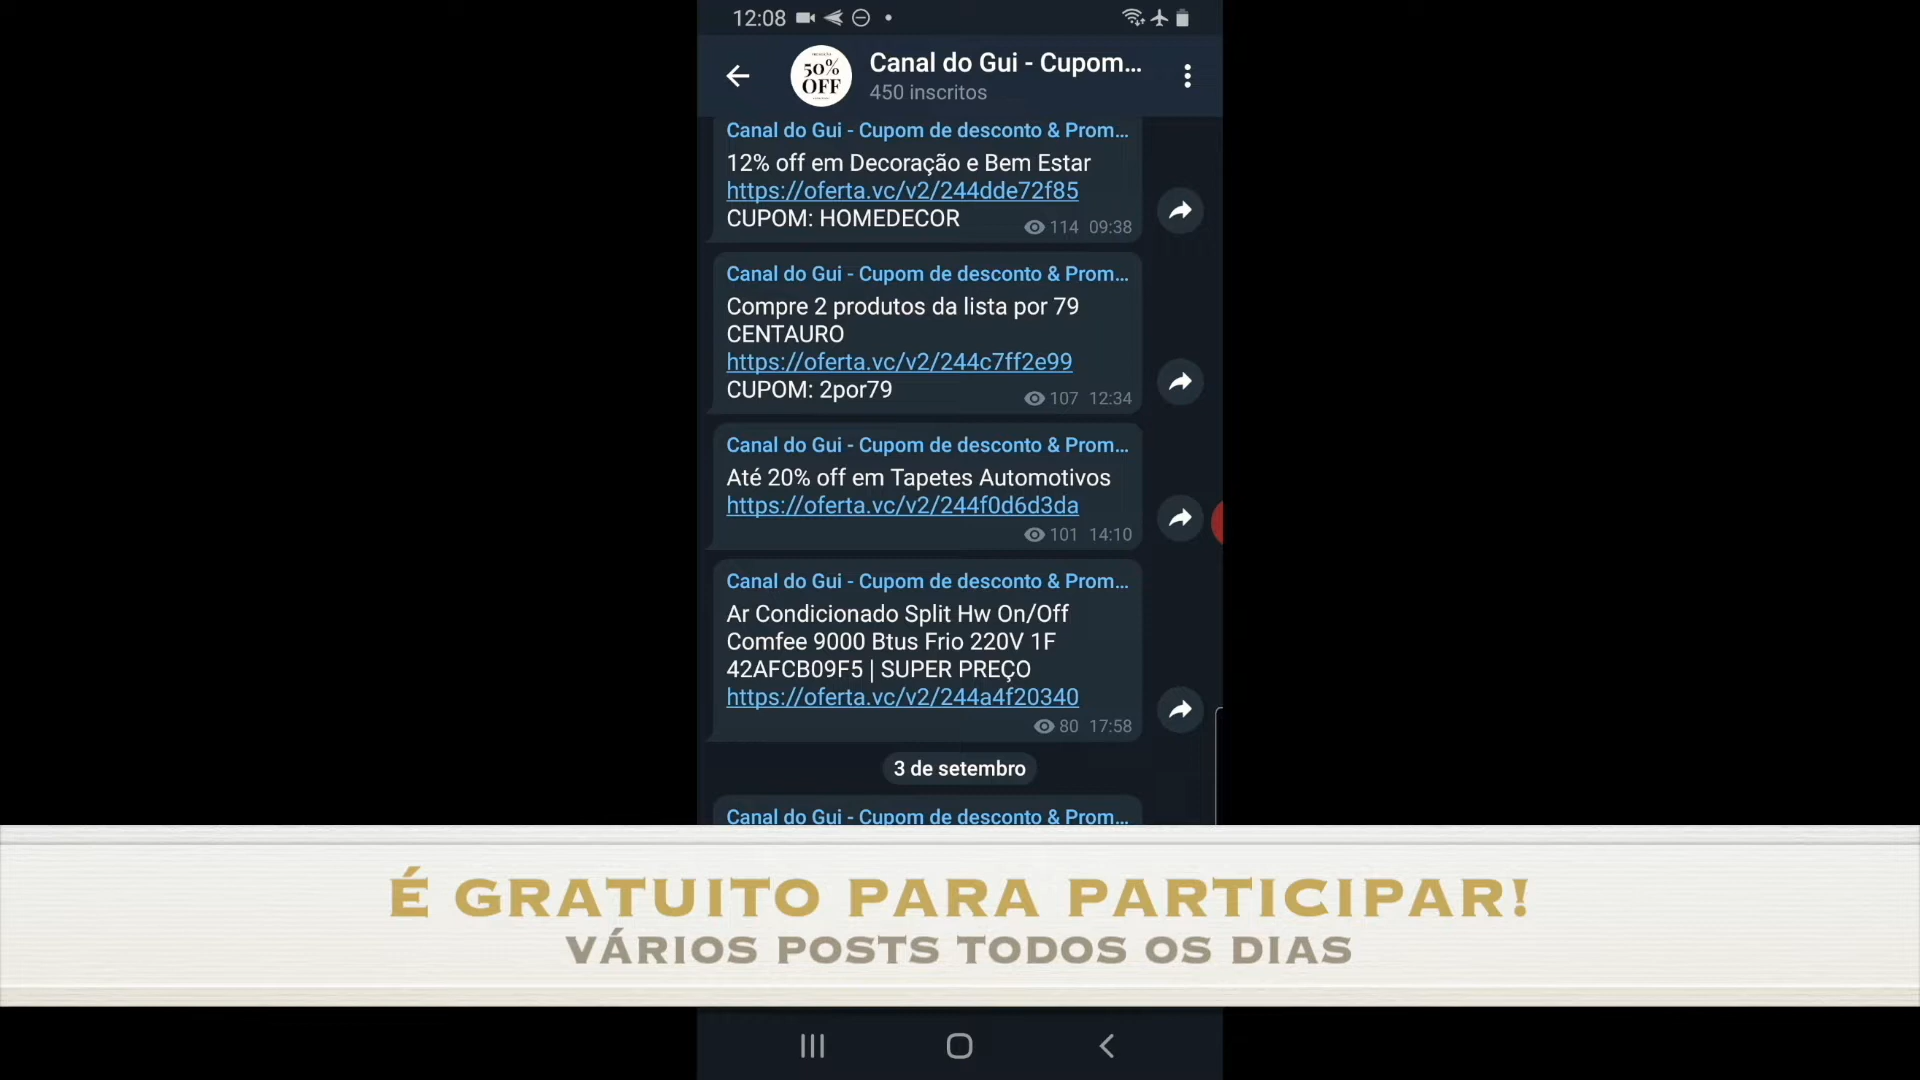 12:08
50%
OFF
Canal do Gui - Cupom...
450 inscritos
Canal do Gui - Cupom de desconto & Prom...
12% off em Decoração e Bem Estar
https://oferta.vc/v2/244dde72f85
CUPOM: HOMEDECOR
114 09:38
Canal do Gui - Cupom de desconto & Prom...
Compre 2 produtos da lista por 79
CENTAURO
https://oferta.vc/v2/244c7ff2e99
CUPOM: 2por79
107 12:34
Canal do Gui - Cupom de desconto & Prom...
Até 20% off em Tapetes Automotivos
https://oferta.vc/v2/244f0d6d3da
101 14:10
Canal do Gui - Cupom de desconto & Prom...
Ar Condicionado Split Hw On/Off
Comfee 9000 Btus Frio 220V 1F
42AFCB09F5 | SUPER PREÇO
https://oferta.vc/v2/244a4f20340
80 17:58
3 de setembro
Canal do Gui - Cupom de desconto & Prom...
É GRATUITO PARA PARTICIPAR!
VÁRIOS POSTS TODOS OS DIAS